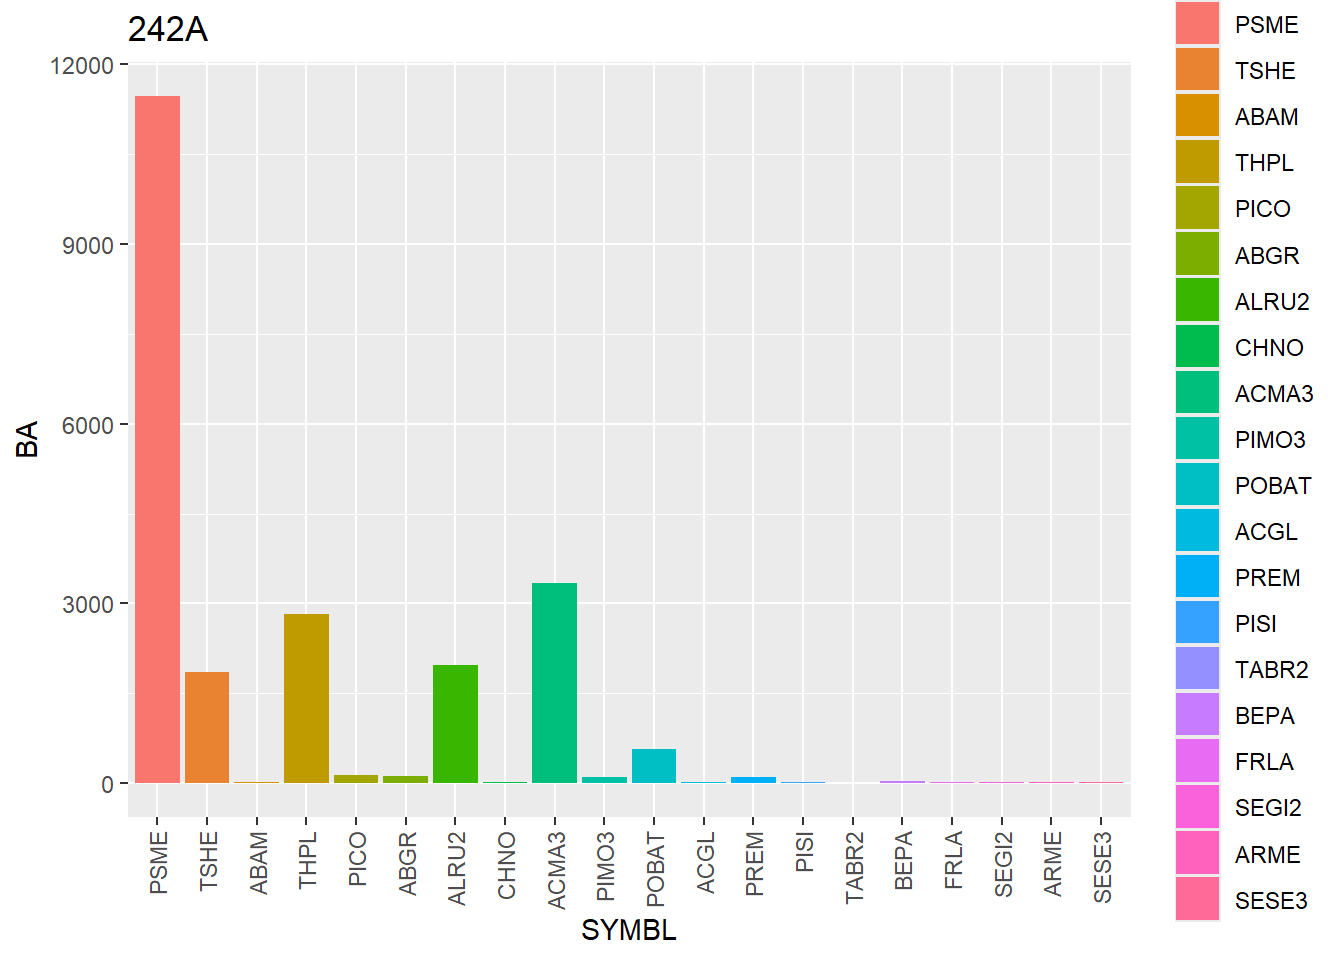 242A
12000
9000
6000
3000
0
BA
PSME
TSHE
ABAM
THPL
PICO
ABGR
ALRU2
CHNO
ACMA3
PIMO3
POBAT
ACGL
PREM
PISI
TABR2
BEPA
FRLA
SEGI2
ARME
SESE3
SYMBL
PSME
TSHE
ABAM
THPL
PICO
ABGR
ALRU2
CHNO
ACMA3
PIMO3
POBAT
ACGL
PREM
PISI
TABR2
BEPA
FRLA
SEGI2
ARME
SESE3